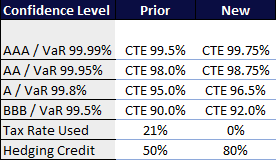 Confidence Level Prior New
AAA / VaR 99.99% CTE 99.5% CTE 99.75%
AA / VaR 99.95% CTE 98.0% CTE 98.75%
A / VaR 99.8% CTE 95.0% CTE 96.5%
BBB / VaR 99.5% CTE 90.0% CTE 92.0%
Tax Rate Used 21% 0%
Hedging Credit 50% 80%